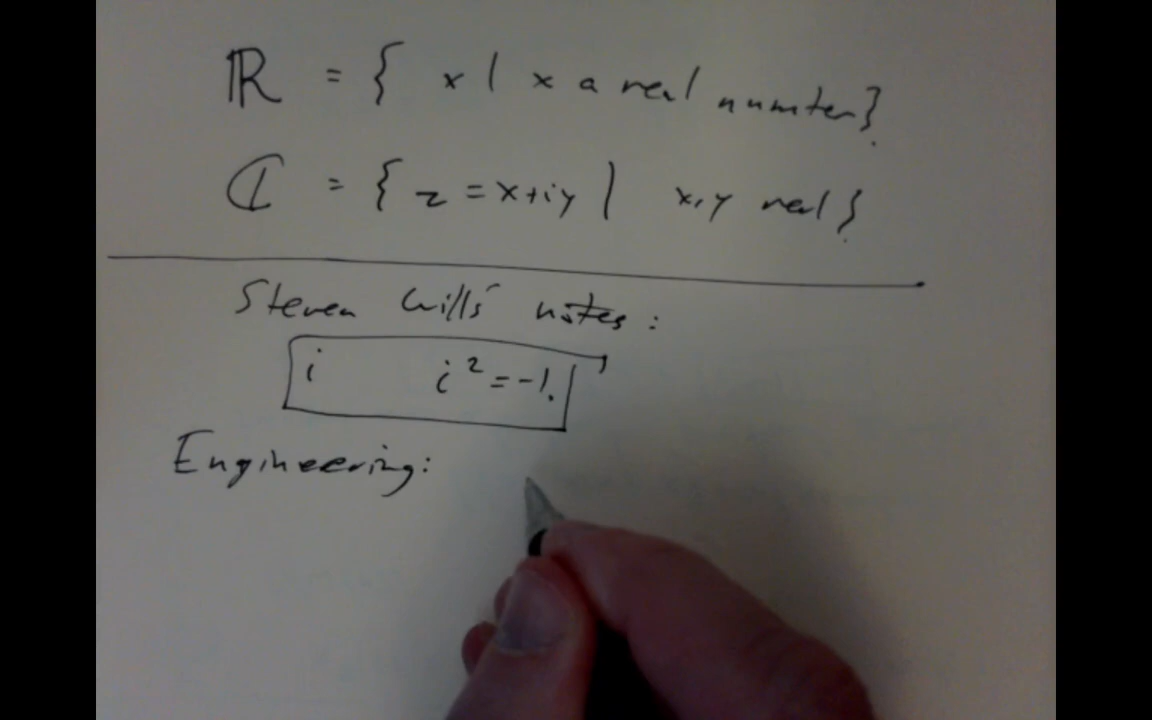 ℝ = { x | x a real number}.
ℂ = { z = x+iy | x,y real}.
Steven Wills' notes:
i i² = -1.
Engineering: